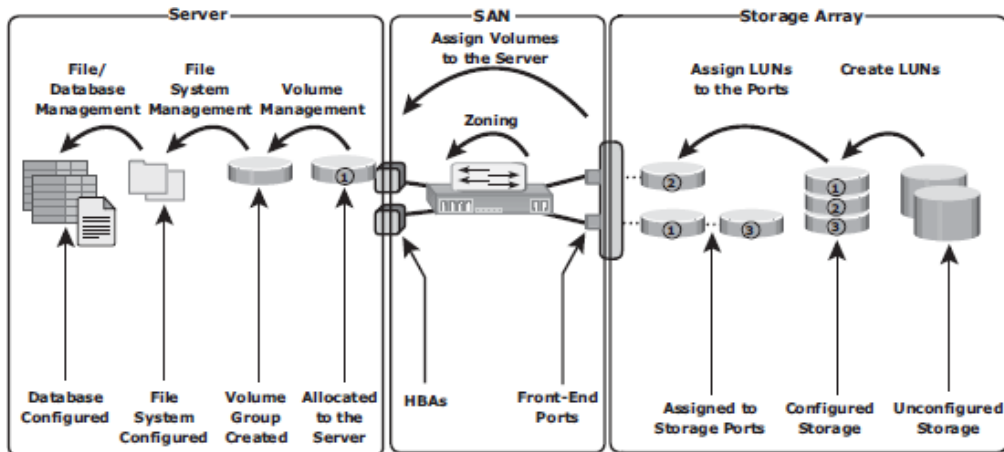 Server
SAN
Storage Array
File/
Database
Management
File
System
Management
Volume
Management
Assign Volumes
to the Server
Zoning
Assign LUNs
to the Ports
Create LUNs
1
2
1
3
1
2
3
Database
Configured
File
System
Configured
Volume
Group
Created
Allocated
to the
Server
HBAs
Front-End
Ports
Assigned to
Storage Ports
Configured
Storage
Unconfigured
Storage